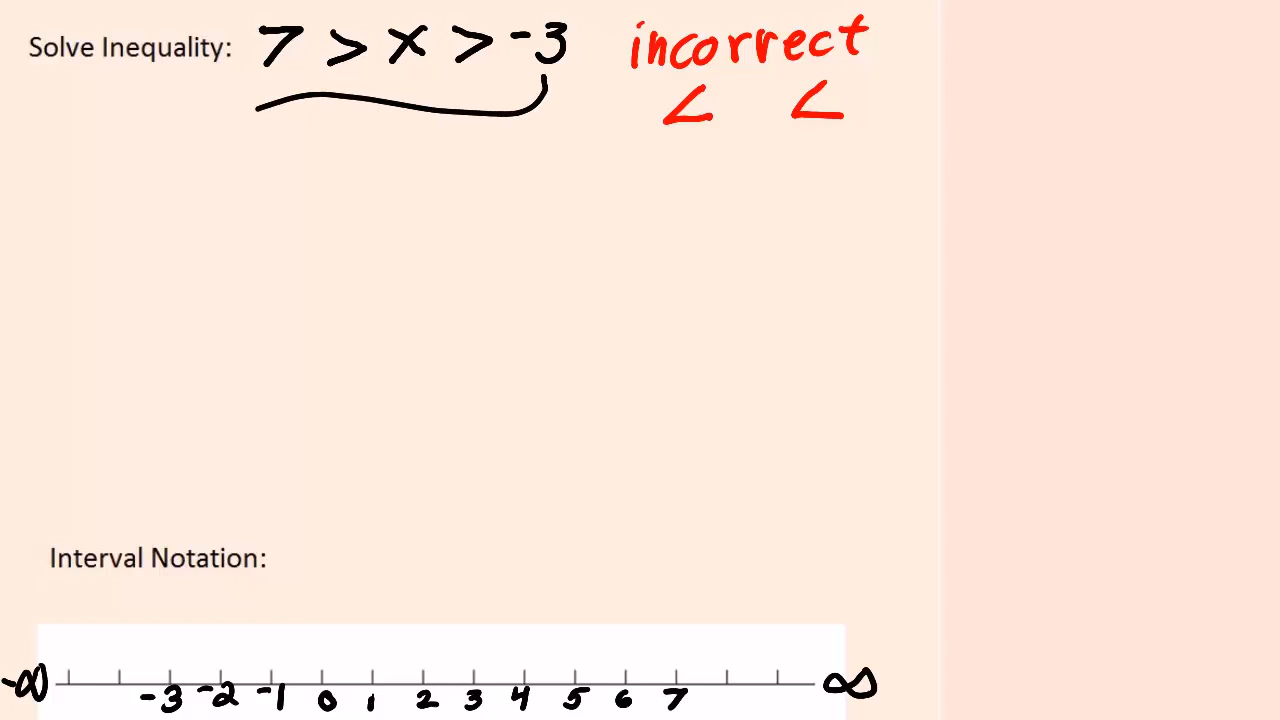 Solve Inequality: 7 > x > -3 incorrect
< <
Interval Notation:
-∞ -3 -2 -1 0 1 2 3 4 5 6 7 ∞